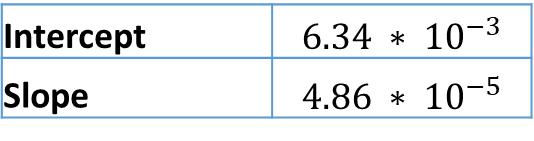 Intercept 6.34 * 10⁻³
Slope 4.86 * 10⁻⁵